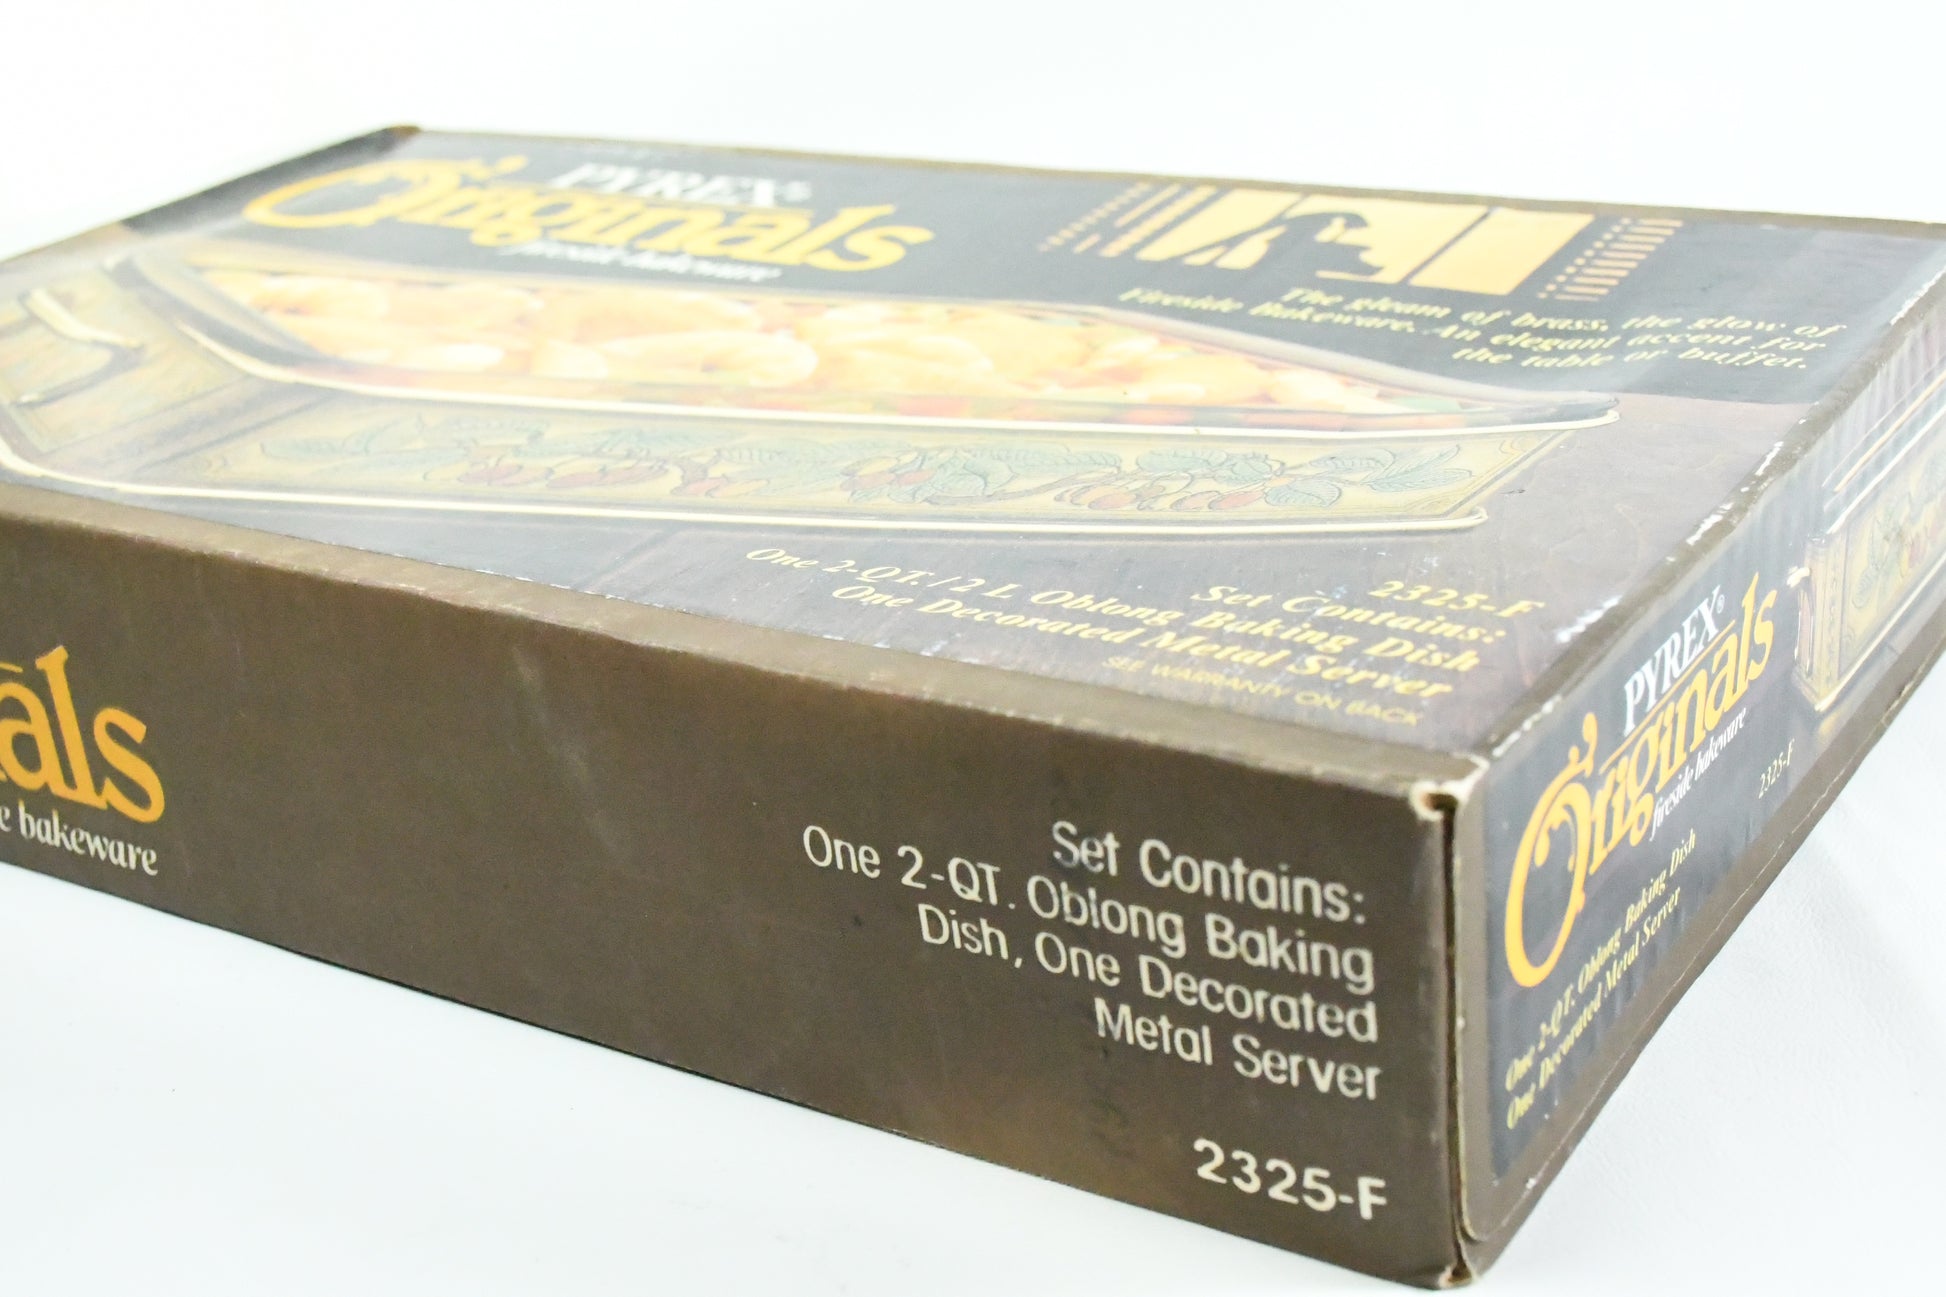 PYREX®
Originals
fireside bakeware
The gleam of brass, the glow of
Fireside Bakeware. An elegant accent for
the table or buffet.
2325-F
Set Contains:
One 2-QT./2 L Oblong Baking Dish
One Decorated Metal Server
SEE WARRANTY ON BACK
als
e bakeware
Set Contains:
One 2-QT. Oblong Baking
Dish, One Decorated
Metal Server
2325-F
PYREX®
Originals
fireside bakeware
2325-F
One 2-QT. Oblong Baking Dish
One Decorated Metal Server